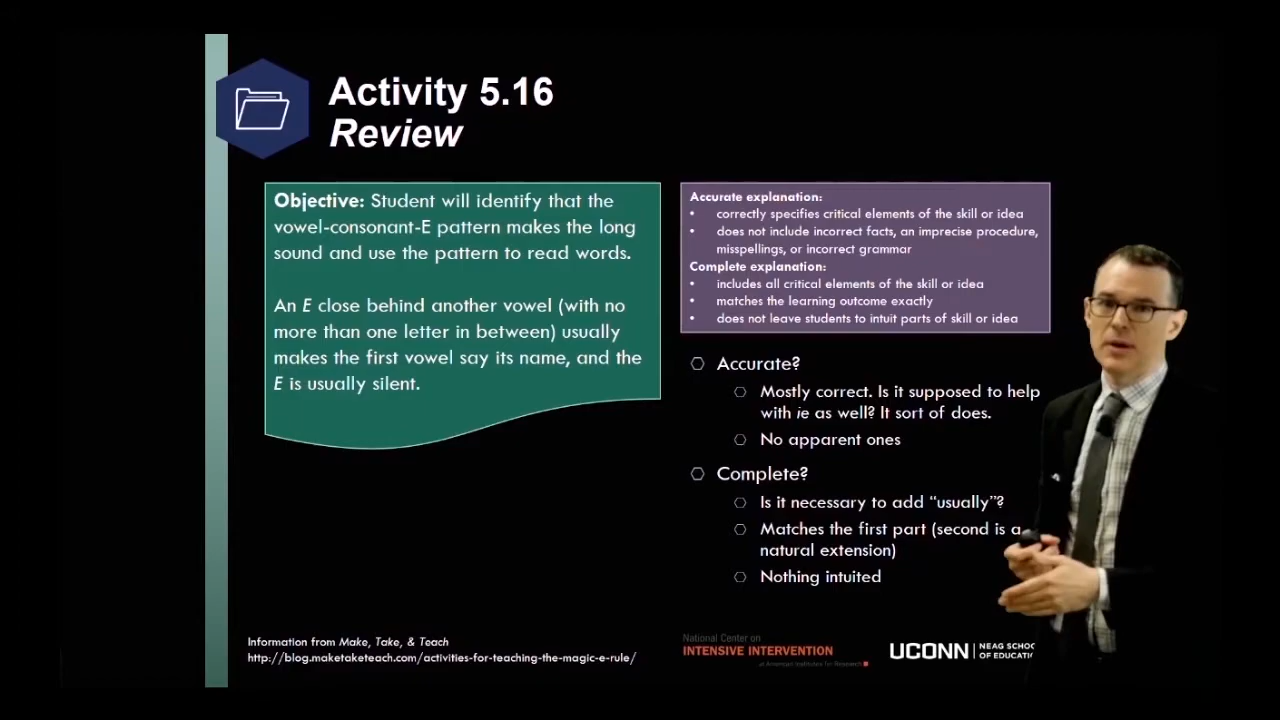 Activity 5.16
Review
Objective: Student will identify that the
vowel-consonant-E pattern makes the long
sound and use the pattern to read words.
An E close behind another vowel (with no
more than one letter in between) usually
makes the first vowel say its name, and the
E is usually silent.
Accurate explanation:
• correctly specifies critical elements of the skill or idea
• does not include incorrect facts, an imprecise procedure,
misspellings, or incorrect grammar
Complete explanation:
• includes all critical elements of the skill or idea
• matches the learning outcome exactly
• does not leave students to intuit parts of skill or idea
Accurate?
Mostly correct. Is it supposed to help
with ie as well? It sort of does.
No apparent ones
Complete?
Is it necessary to add “usually”?
Matches the first part (second is a
natural extension)
Nothing intuited
Information from Make, Take, & Teach
http://blog.maketaketeach.com/activities-for-teaching-the-magic-e-rule/
National Center on
INTENSIVE INTERVENTION
at American Institutes for Research
UCONN
NEAG SCHOO
OF EDUCATI